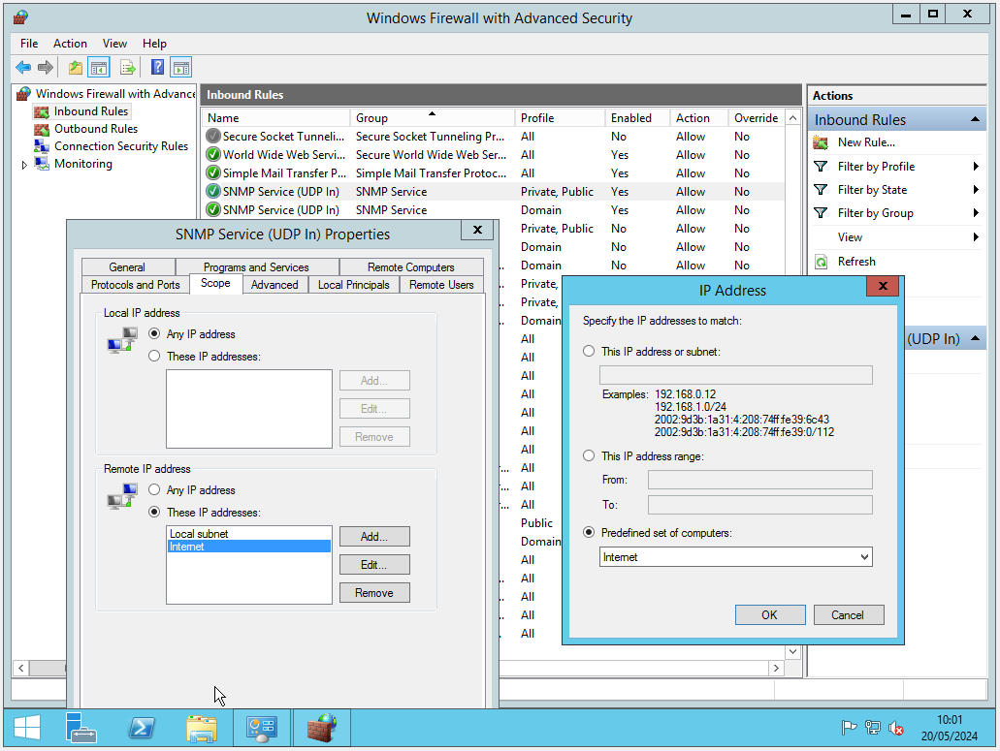 Windows Firewall with Advanced Security
File Action View Help
Windows Firewall with Advance
Inbound Rules
Outbound Rules
Connection Security Rules
Monitoring
Inbound Rules
Name Group Profile Enabled Action Override
Secure Socket Tunneli... Secure Socket Tunneling Pr... All No Allow No
World Wide Web Servi... Secure World Wide Web Ser... All Yes Allow No
Simple Mail Transfer P... Simple Mail Transfer Protoc... All Yes Allow No
SNMP Service (UDP In) SNMP Service Private, Public Yes Allow No
SNMP Service (UDP In) SNMP Service Domain Yes Allow No
Private, Public No Allow No
Domain No Allow No
Domain No Allow No
Private,
Private,
Domain
All
All
All
All
All
All
All
All
All
All
Public
Domain
All
All
All
All
All
Actions
Inbound Rules
New Rule...
Filter by Profile
Filter by State
Filter by Group
View
Refresh
(UDP In)
SNMP Service (UDP In) Properties
General Programs and Services Remote Computers
Protocols and Ports Scope Advanced Local Principals Remote Users
Local IP address
Any IP address
These IP addresses:
Add...
Edit...
Remove
Remote IP address
Any IP address
These IP addresses:
Local subnet
Internet
Add...
Edit...
Remove
IP Address
Specify the IP addresses to match:
This IP address or subnet:
Examples: 192.168.0.12
192.168.1.0/24
2002:9d3b:1a31:4:208:74ff:fe39:6c43
2002:9d3b:1a31:4:208:74ff:fe39:0/112
This IP address range:
From:
To:
Predefined set of computers:
Internet
OK Cancel
10:01
20/05/2024